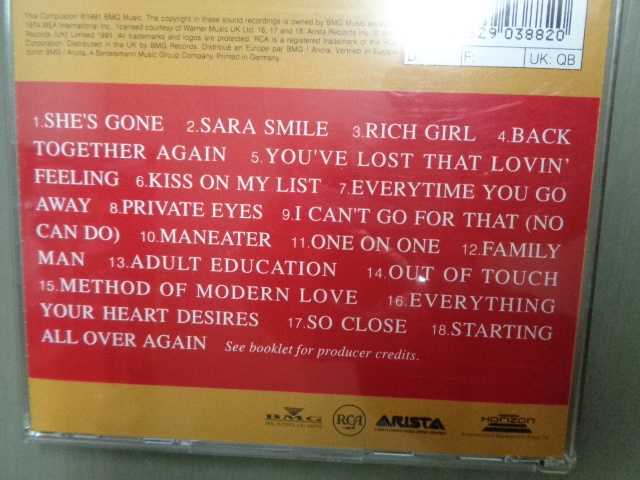 This Compilation ℗1991 BMG Music. The copyright in these sound recordings is owned by BMG Music except
1974 WEA International Inc., licensed courtesy of Warner Music UK Ltd, 16, 17 and 18: Arista Records Inc.
Records (UK) Limited 1991. All trademarks and logos are protected. RCA is a registered trademark of the
Corporation. Distributed in the UK by BMG Records. Distribué en Europe par BMG / Ariola. Vertrieb in Europa
durch BMG / Ariola. A Bertelsmann Music Group Company. Printed in Germany.
29 038820
F:
UK: QB
1.SHE'S GONE 2.SARA SMILE 3.RICH GIRL 4.BACK
TOGETHER AGAIN 5.YOU'VE LOST THAT LOVIN'
FEELING 6.KISS ON MY LIST 7.EVERYTIME YOU GO
AWAY 8.PRIVATE EYES 9.I CAN'T GO FOR THAT (NO
CAN DO) 10.MANEATER 11.ONE ON ONE 12.FAMILY
MAN 13.ADULT EDUCATION 14.OUT OF TOUCH
15.METHOD OF MODERN LOVE 16.EVERYTHING
YOUR HEART DESIRES 17.SO CLOSE 18.STARTING
ALL OVER AGAIN See booklet for producer credits.
BMG RCA ARISTA Horizon